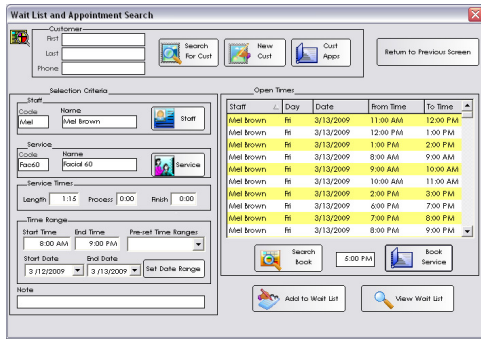 Wait List and Appointment Search
Customer
First
Last
Phone
Search For Cust
New Cust
Cust Apps
Return to Previous Screen
Selection Criteria
Staff
Code Name
Mel Mel Brown Staff
Service
Code Name
Fac60 Facial 60 Service
Service Times
Length 1:15 Process 0:00 Finish 0:00
Time Range
Start Time End Time Pre-set Time Ranges
8:00 AM 9:00 PM
Start Date End Date
3 /12/2009 3 /13/2009 Set Date Range
Note
Open Times
Staff Day Date From Time To Time
Mel Brown Fri 3/13/2009 11:00 AM 12:00 PM
Mel Brown Fri 3/13/2009 12:00 PM 1:00 PM
Mel Brown Fri 3/13/2009 1:00 PM 2:00 PM
Mel Brown Fri 3/13/2009 8:00 AM 9:00 AM
Mel Brown Fri 3/13/2009 9:00 AM 10:00 AM
Mel Brown Fri 3/13/2009 10:00 AM 11:00 AM
Mel Brown Fri 3/13/2009 2:00 PM 3:00 PM
Mel Brown Fri 3/13/2009 6:00 PM 7:00 PM
Mel Brown Fri 3/13/2009 7:00 PM 8:00 PM
Mel Brown Fri 3/13/2009 8:00 PM 9:00 PM
Search Book
5:00 PM
Book Service
Add to Wait List
View Wait List